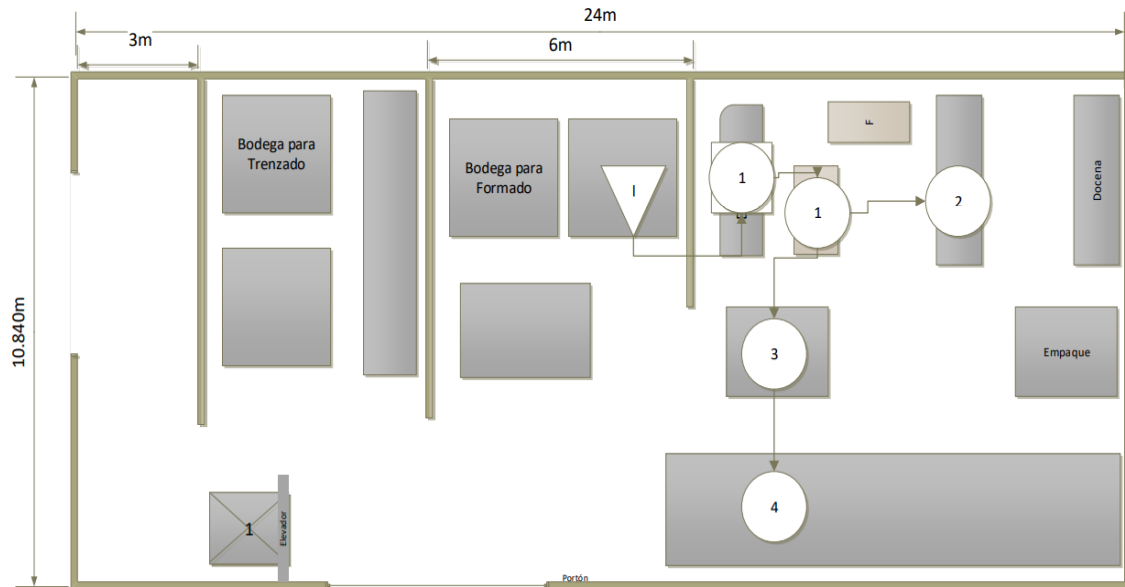 24m
3m
6m
10.840m
Bodega para
Trenzado
Bodega para
Formado
I
1
1
F
2
Docena
3
Empaque
4
1
Elevador
Portón